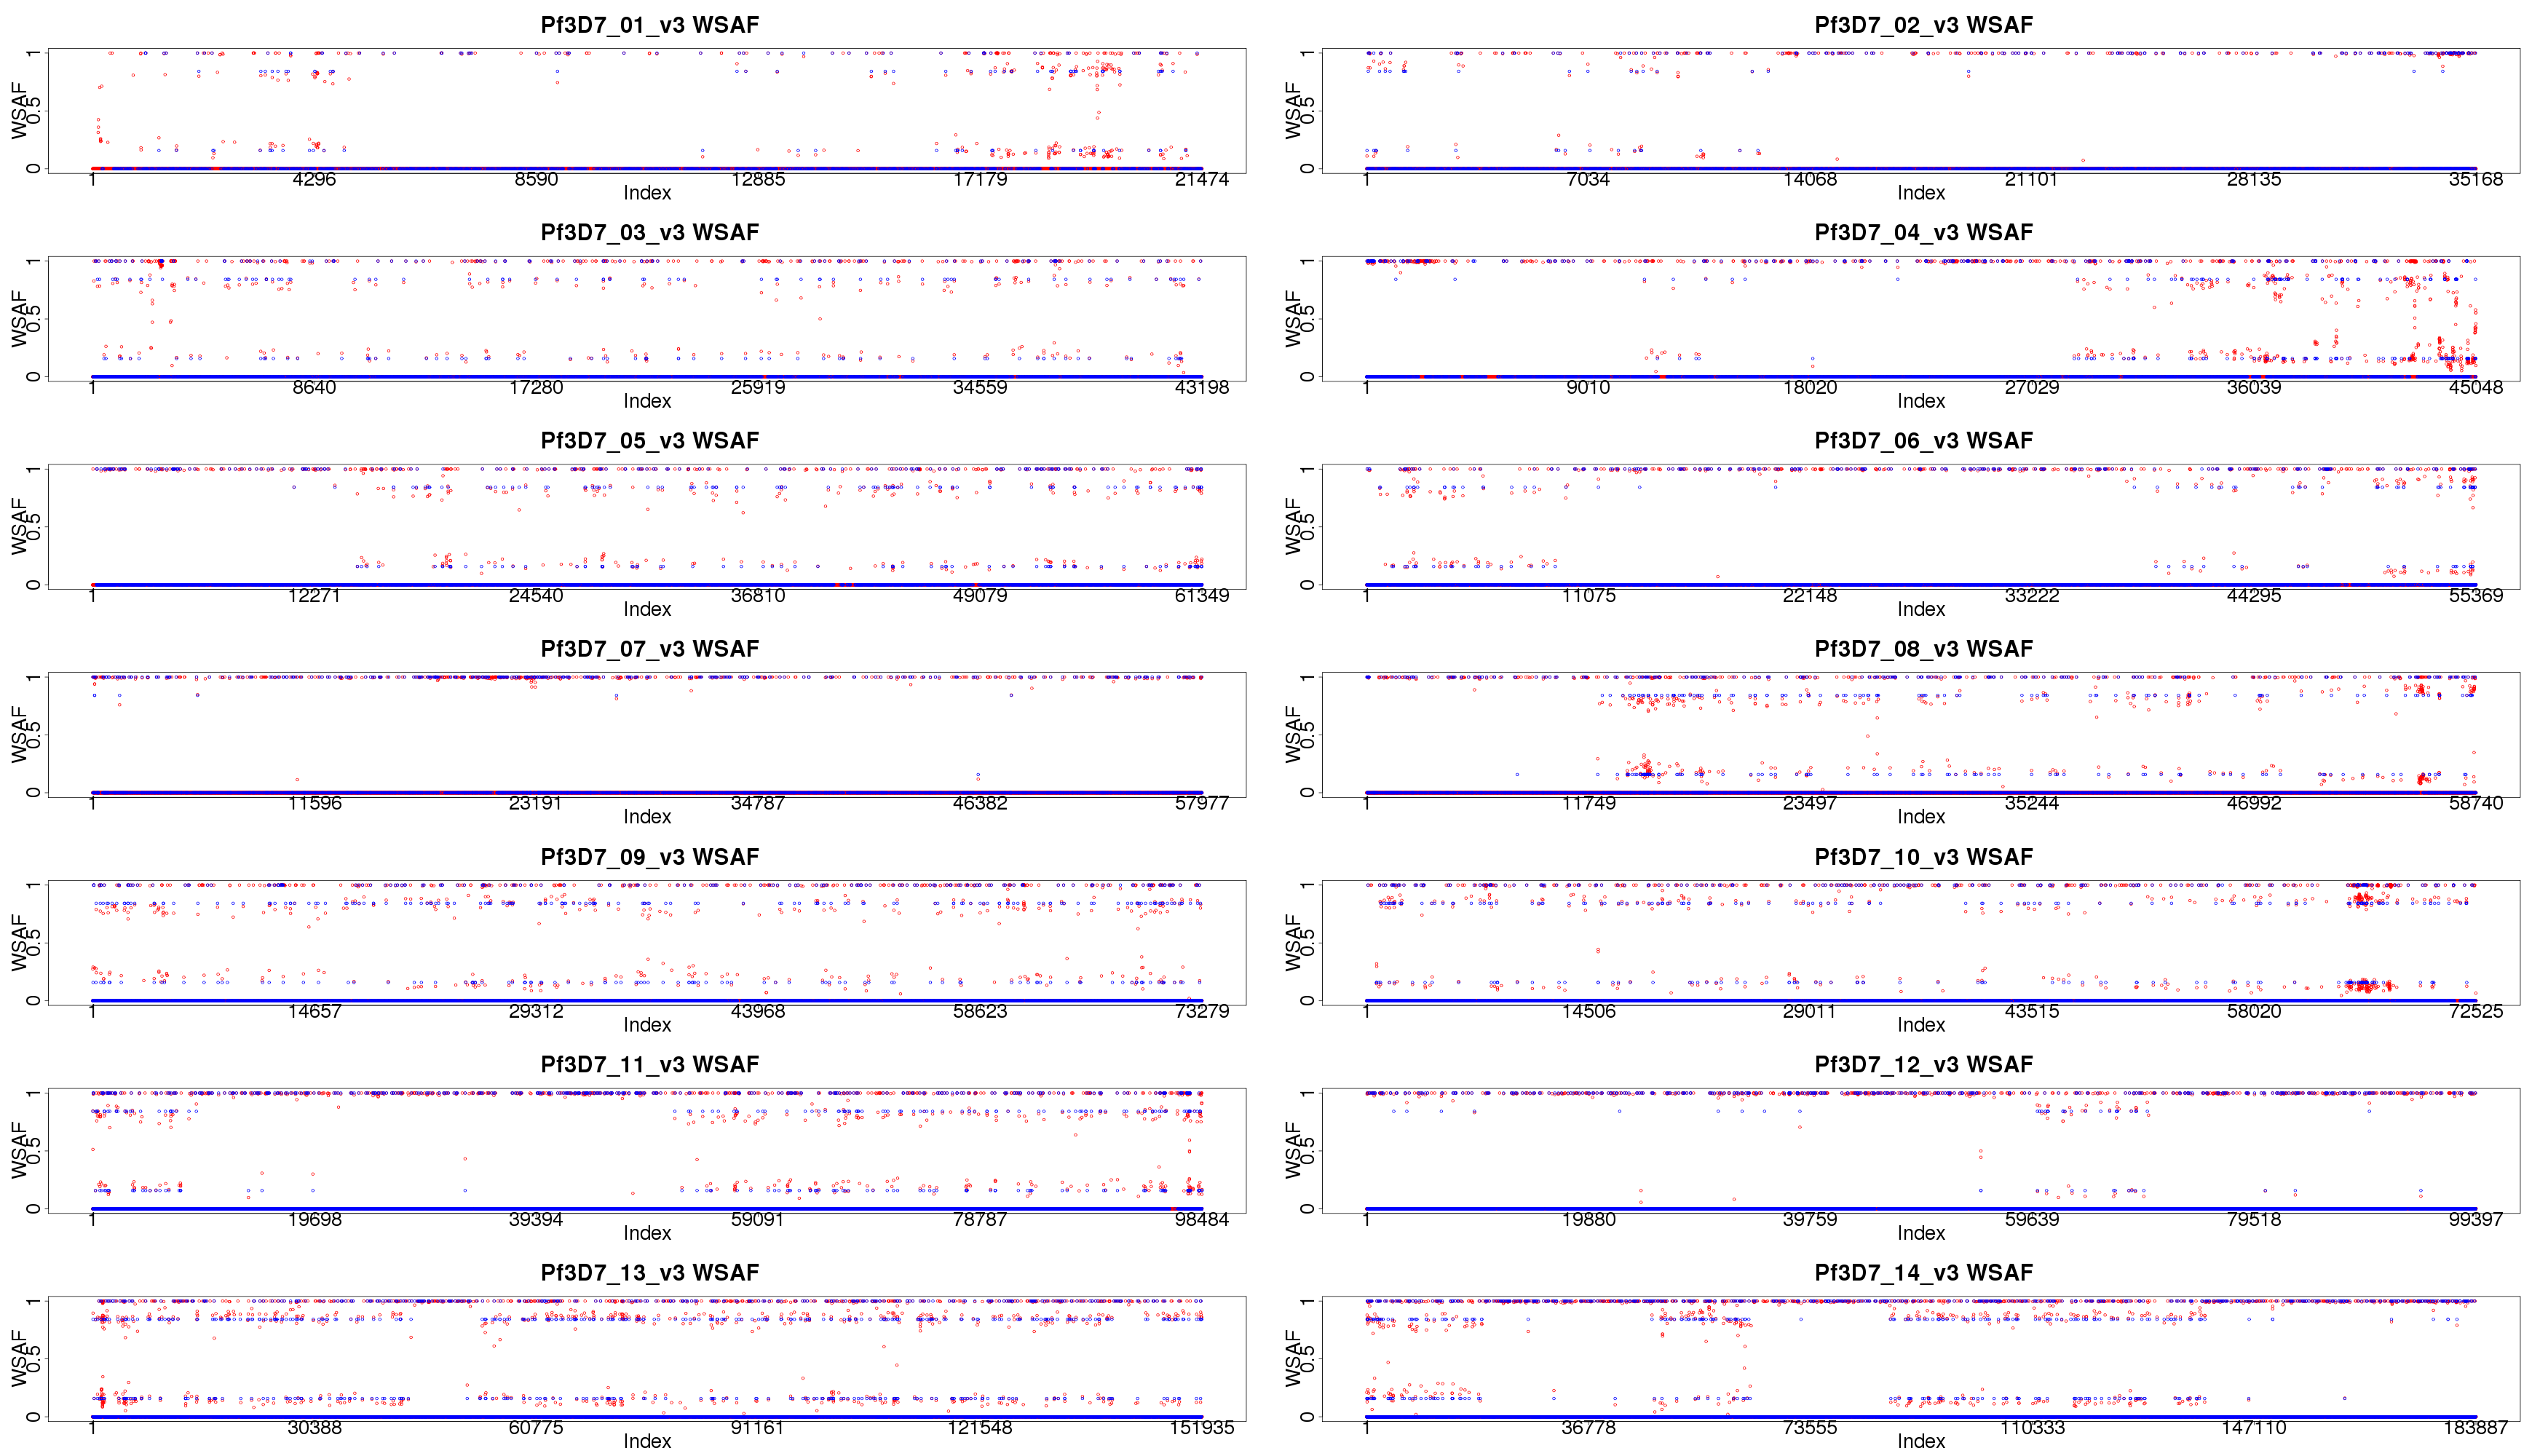 Pf3D7_01_v3 WSAF
Pf3D7_02_v3 WSAF
WSAF
0 0.5 1
1 4296 8590 12885 17179 21474
Index
WSAF
0 0.5 1
1 7034 14068 21101 28135 35168
Index
Pf3D7_03_v3 WSAF
Pf3D7_04_v3 WSAF
WSAF
0 0.5 1
1 8640 17280 25919 34559 43198
Index
WSAF
0 0.5 1
1 9010 18020 27029 36039 45048
Index
Pf3D7_05_v3 WSAF
Pf3D7_06_v3 WSAF
WSAF
0 0.5 1
1 12271 24540 36810 49079 61349
Index
WSAF
0 0.5 1
1 11075 22148 33222 44295 55369
Index
Pf3D7_07_v3 WSAF
Pf3D7_08_v3 WSAF
WSAF
0 0.5 1
1 11596 23191 34787 46382 57977
Index
WSAF
0 0.5 1
1 11749 23497 35244 46992 58740
Index
Pf3D7_09_v3 WSAF
Pf3D7_10_v3 WSAF
WSAF
0 0.5 1
1 14657 29312 43968 58623 73279
Index
WSAF
0 0.5 1
1 14506 29011 43515 58020 72525
Index
Pf3D7_11_v3 WSAF
Pf3D7_12_v3 WSAF
WSAF
0 0.5 1
1 19698 39394 59091 78787 98484
Index
WSAF
0 0.5 1
1 19880 39759 59639 79518 99397
Index
Pf3D7_13_v3 WSAF
Pf3D7_14_v3 WSAF
WSAF
0 0.5 1
1 30388 60775 91161 121548 151935
Index
WSAF
0 0.5 1
1 36778 73555 110333 147110 183887
Index